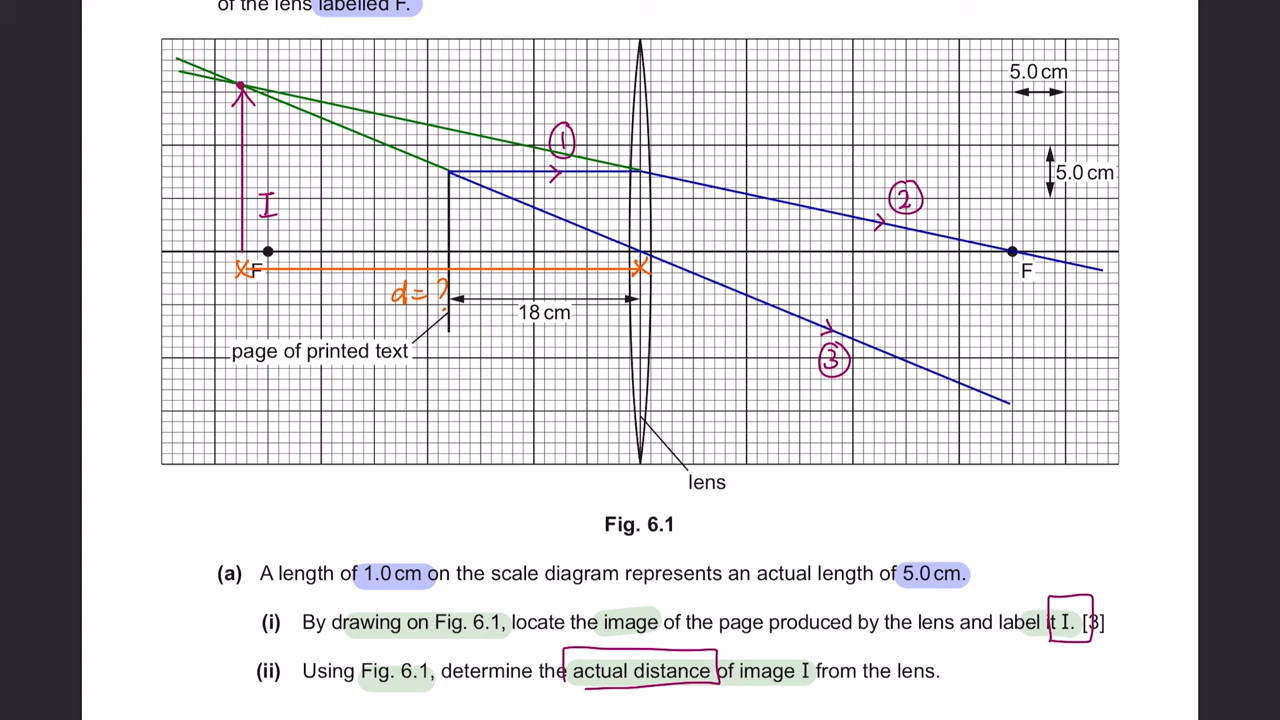 of the lens labelled F.
5.0 cm
①
5.0 cm
②
I
F
F
d = ?
18 cm
③
page of printed text
lens
Fig. 6.1
(a) A length of 1.0 cm on the scale diagram represents an actual length of 5.0 cm.
(i) By drawing on Fig. 6.1, locate the image of the page produced by the lens and label it I. [3]
(ii) Using Fig. 6.1, determine the actual distance of image I from the lens.